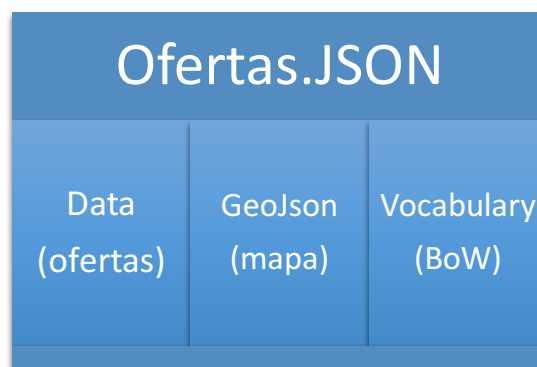 Ofertas.JSON
Data
(ofertas)
GeoJson
(mapa)
Vocabulary
(BoW)